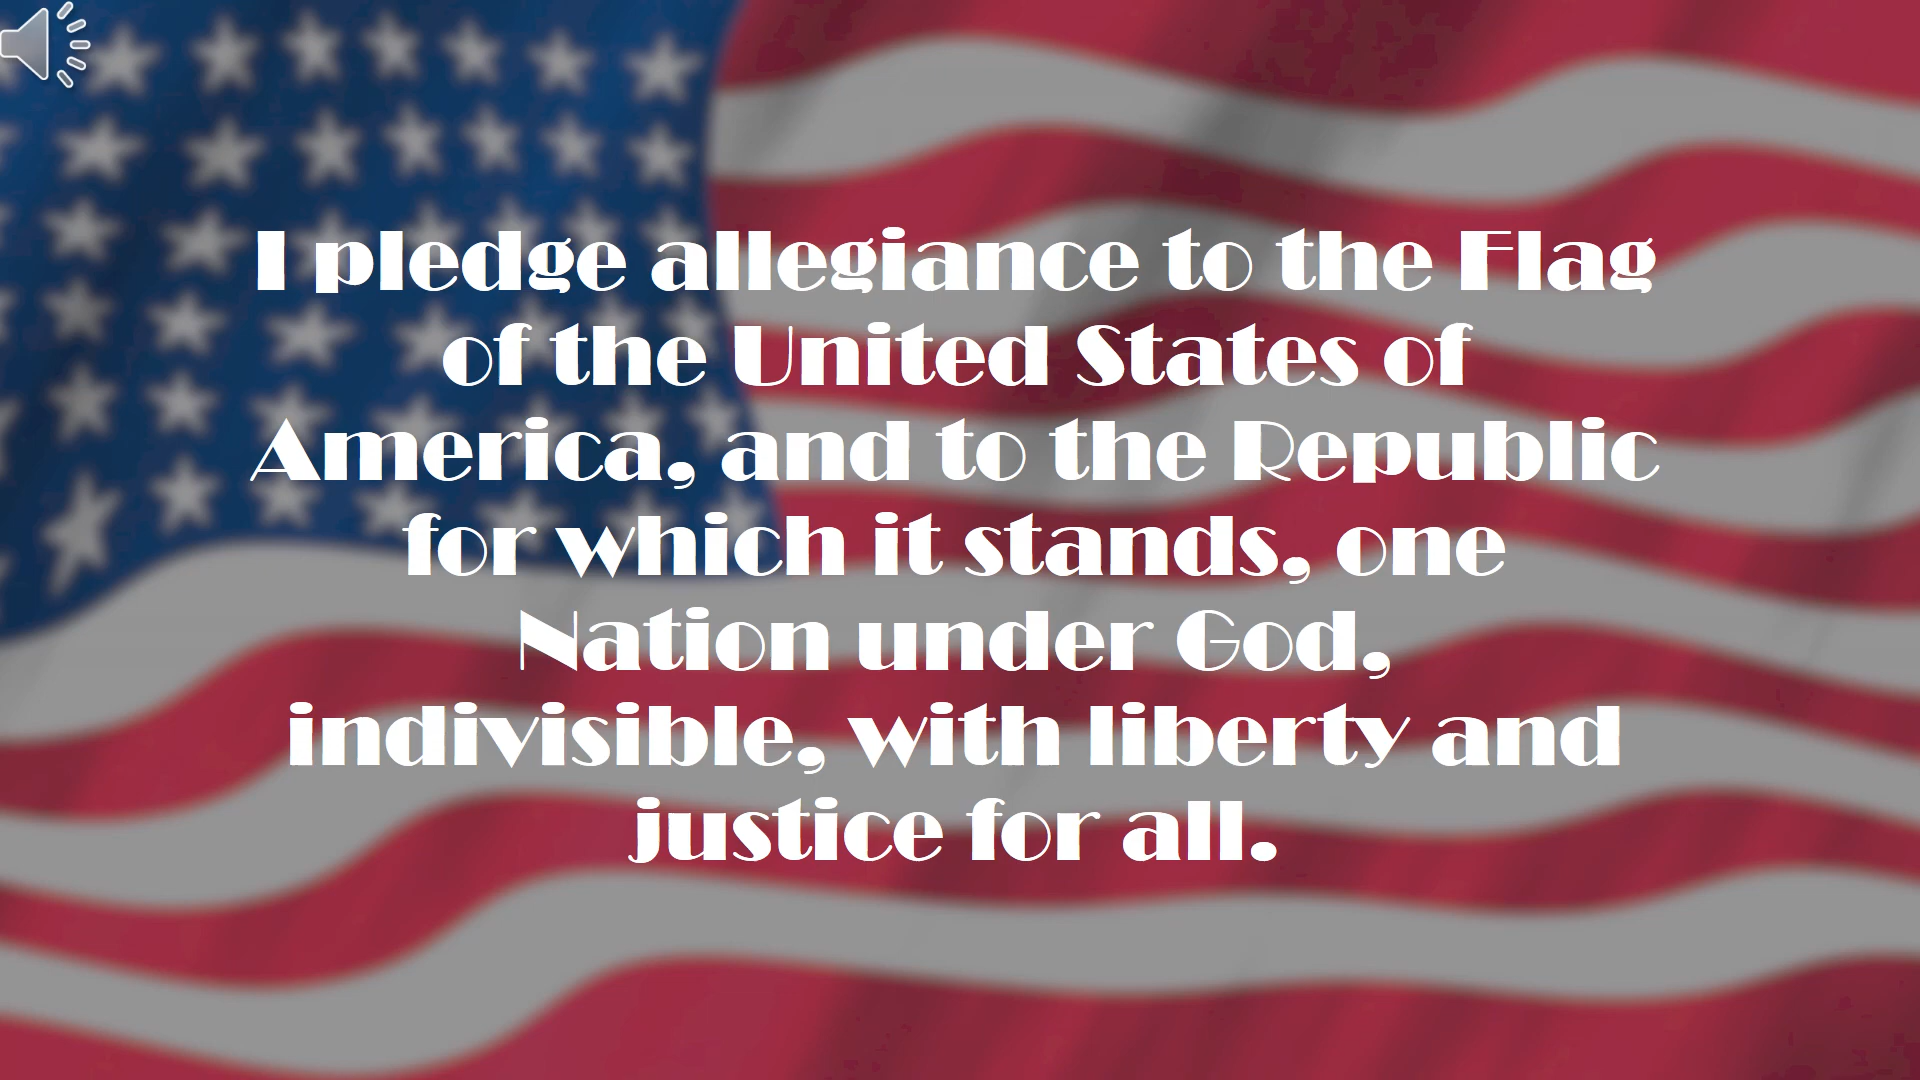 I pledge allegiance to the Flag
of the United States of
America, and to the Republic
for which it stands, one
Nation under God,
indivisible, with liberty and
justice for all.